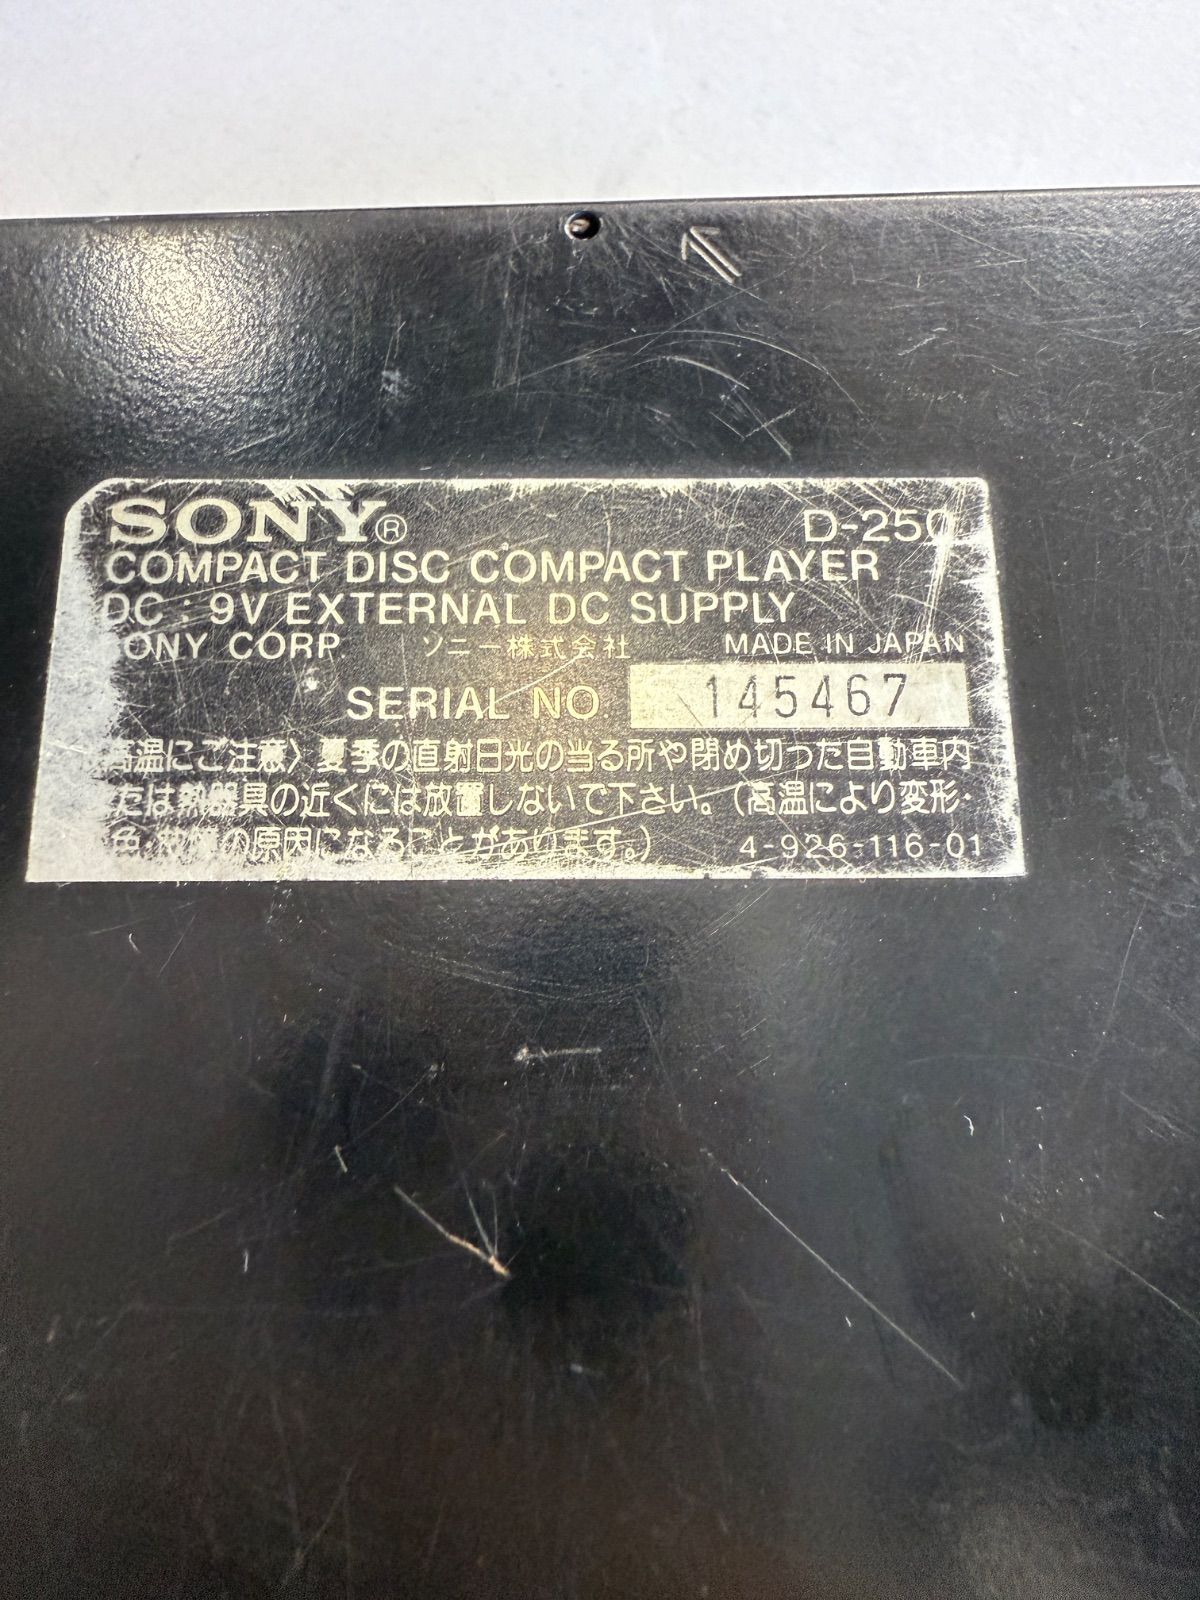 SONY® D-250
COMPACT DISC COMPACT PLAYER
DC : 9V EXTERNAL DC SUPPLY
SONY CORP ソニー株式会社 MADE IN JAPAN
SERIAL NO 145467
高温にご注意〉夏季の直射日光の当る所や閉め切った自動車内
たは熱器具の近くには放置しないで下さい。(高温により変形・
色・ の原因になることがあります。)
4-926-116-01